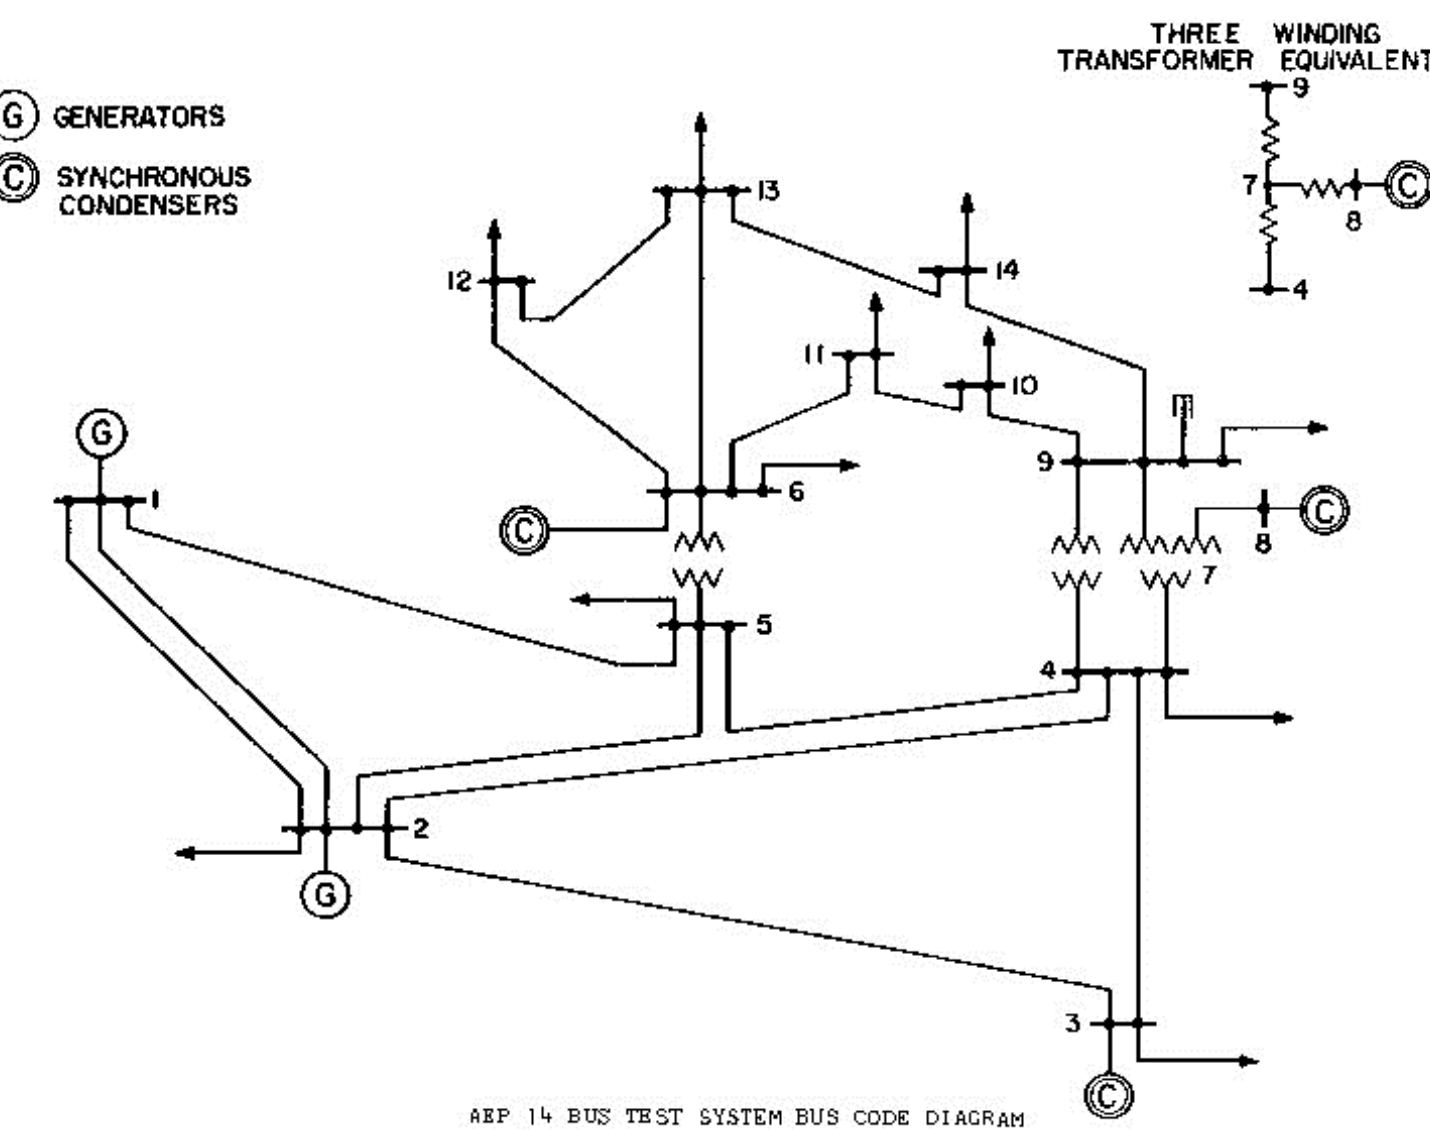 THREE WINDING
TRANSFORMER EQUIVALENT
9
7
C
8
4
G GENERATORS
C SYNCHRONOUS
CONDENSERS
13
12
14
11
10
G
9
1
6
C
C
8
7
5
4
2
G
3
C
AEP 14 BUS TEST SYSTEM BUS CODE DIAGRAM